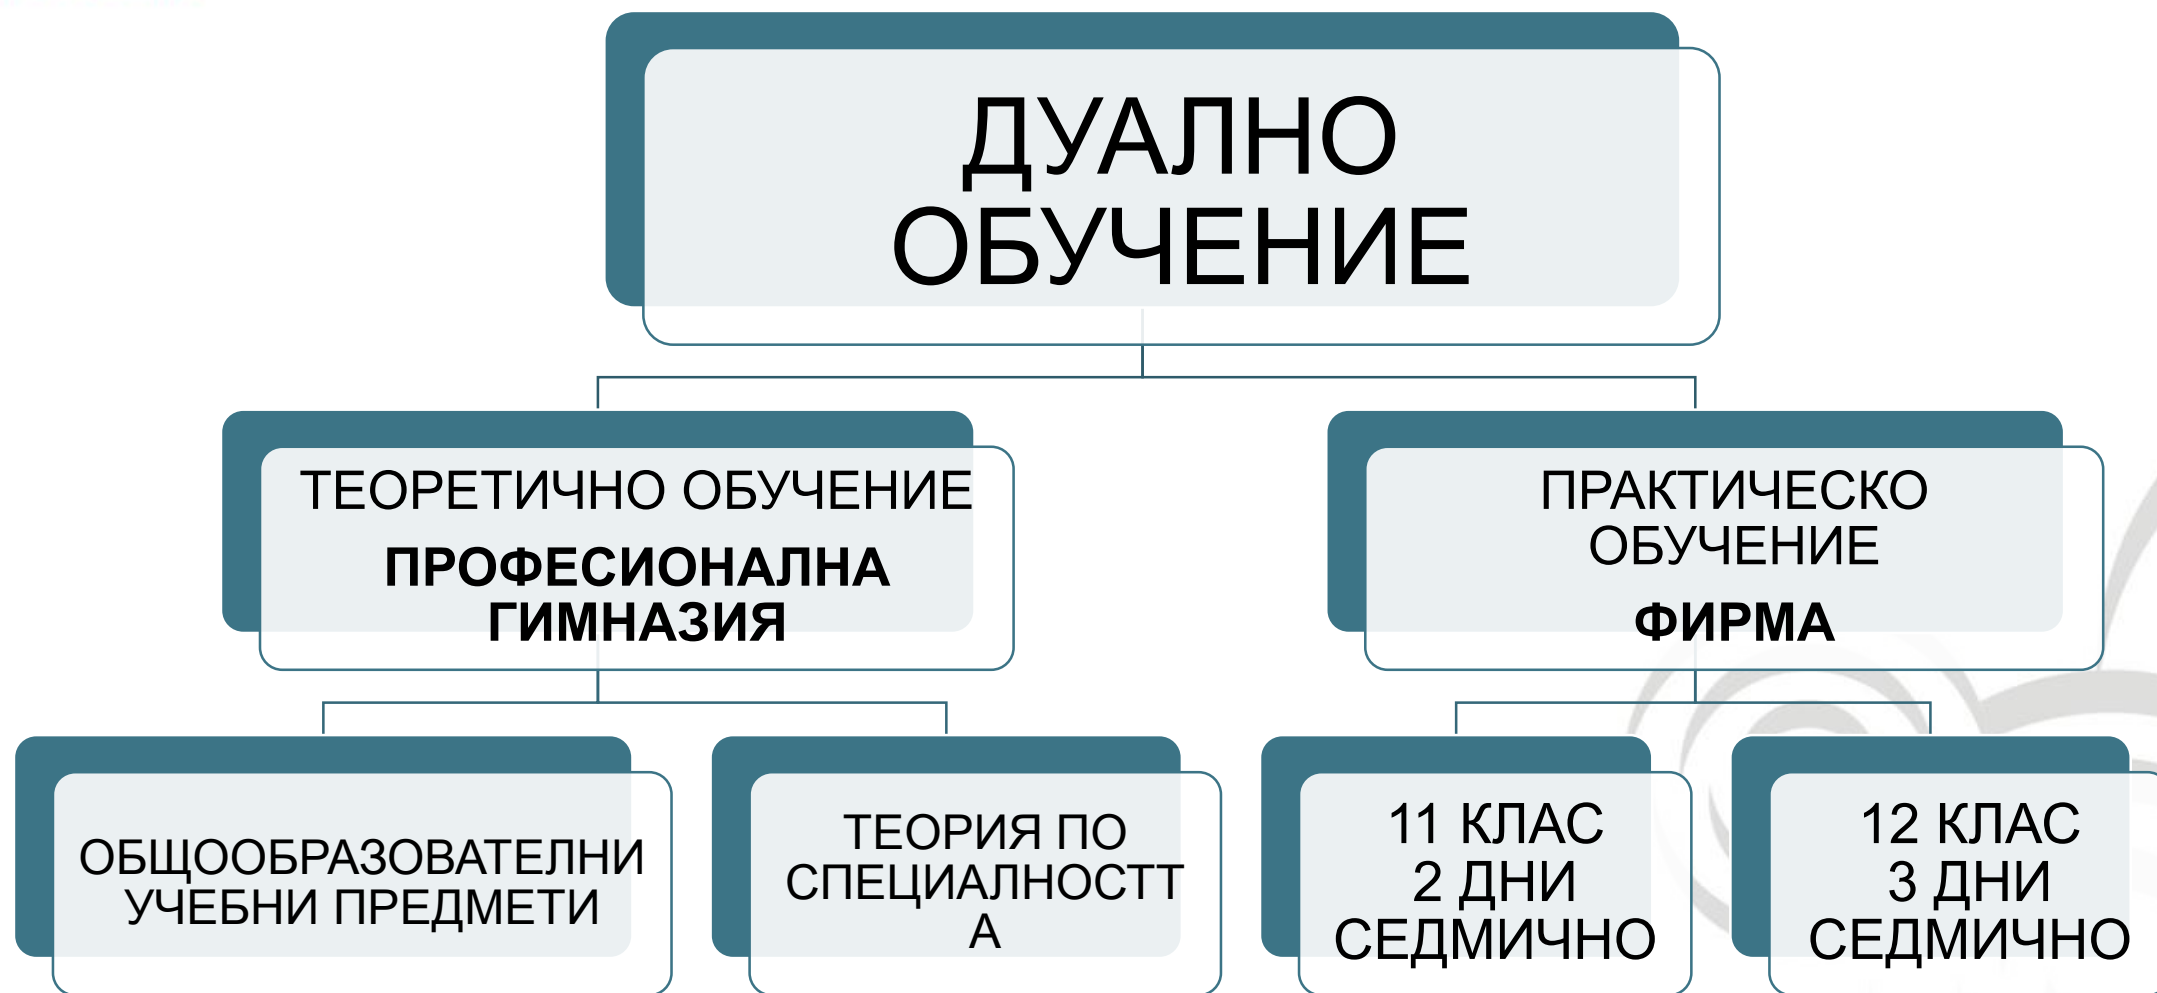 ДУАЛНО
ОБУЧЕНИЕ
ТЕОРЕТИЧНО ОБУЧЕНИЕ
ПРОФЕСИОНАЛНА
ГИМНАЗИЯ
ПРАКТИЧЕСКО
ОБУЧЕНИЕ
ФИРМА
ОБЩООБРАЗОВАТЕЛНИ
УЧЕБНИ ПРЕДМЕТИ
ТЕОРИЯ ПО
СПЕЦИАЛНОСТТ
А
11 КЛАС
2 ДНИ
СЕДМИЧНО
12 КЛАС
3 ДНИ
СЕДМИЧНО